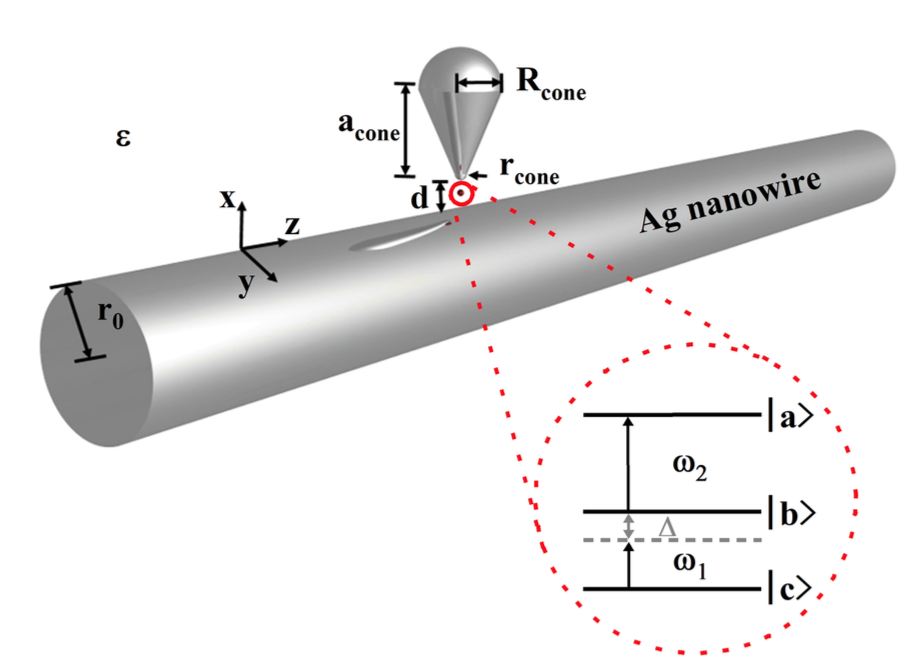 R_cone
a_cone
ε
r_cone
d
x
z
Ag nanowire
y
r_0
|a>
ω_2
|b>
Δ
ω_1
|c>